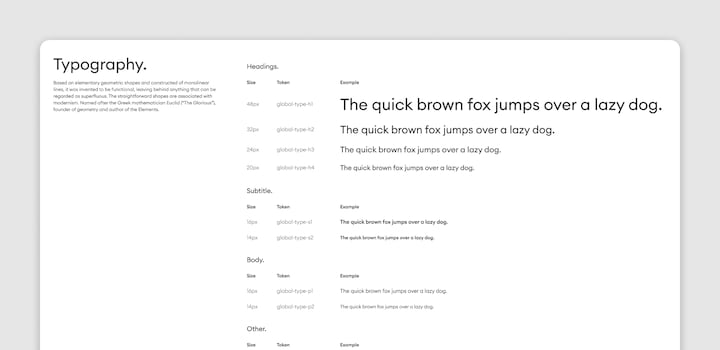 Typography.
Based on elementary geometric shapes and constructed of monolinear
lines, it was invented to be functional, leaving behind anything that can be
regarded as superfluous. The straightforward shapes are associated with
modernism. Named after the Greek mathematician Euclid ("The Glorious"),
founder of geometry and author of the Elements.
Headings.
Size Token Example
48px global-type-h1 The quick brown fox jumps over a lazy dog.
32px global-type-h2 The quick brown fox jumps over a lazy dog.
24px global-type-h3 The quick brown fox jumps over a lazy dog.
20px global-type-h4 The quick brown fox jumps over a lazy dog.
Subtitle.
Size Token Example
16px global-type-s1 The quick brown fox jumps over a lazy dog.
14px global-type-s2 The quick brown fox jumps over a lazy dog.
Body.
Size Token Example
16px global-type-p1 The quick brown fox jumps over a lazy dog.
14px global-type-p2 The quick brown fox jumps over a lazy dog.
Other.
Size Token Example